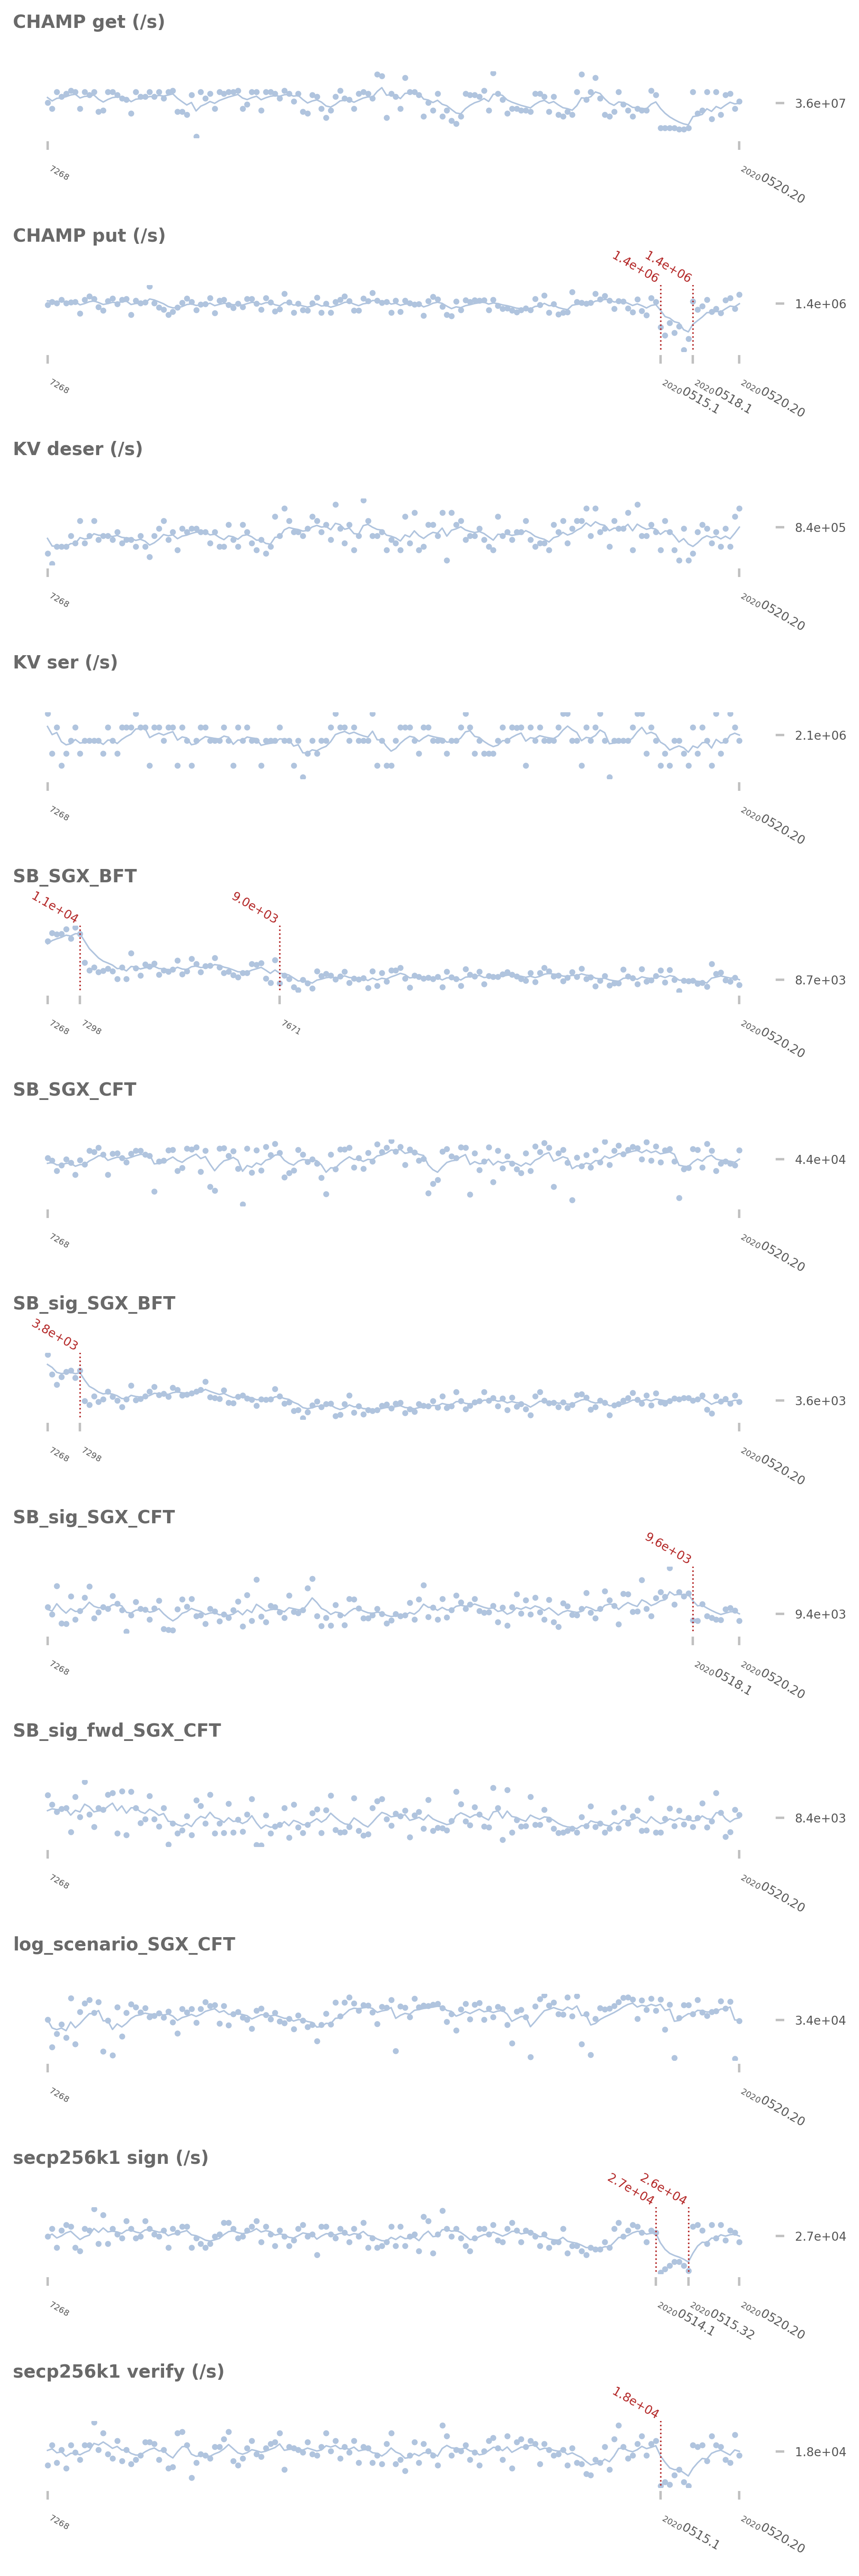 CHAMP get (/s)
3.6e+07
7268
20200520.20
CHAMP put (/s)
1.4e+06
1.4e+06
1.4e+06
7268
20200515.1
20200518.1
20200520.20
KV deser (/s)
8.4e+05
7268
20200520.20
KV ser (/s)
2.1e+06
7268
20200520.20
SB_SGX_BFT
1.1e+04
9.0e+03
8.7e+03
7268
7298
7671
20200520.20
SB_SGX_CFT
4.4e+04
7268
20200520.20
SB_sig_SGX_BFT
3.8e+03
3.6e+03
7268
7298
20200520.20
SB_sig_SGX_CFT
9.6e+03
9.4e+03
7268
20200518.1
20200520.20
SB_sig_fwd_SGX_CFT
8.4e+03
7268
20200520.20
log_scenario_SGX_CFT
3.4e+04
7268
20200520.20
secp256k1 sign (/s)
2.7e+04
2.6e+04
2.7e+04
7268
20200514.1
20200515.32
20200520.20
secp256k1 verify (/s)
1.8e+04
1.8e+04
7268
20200515.1
20200520.20